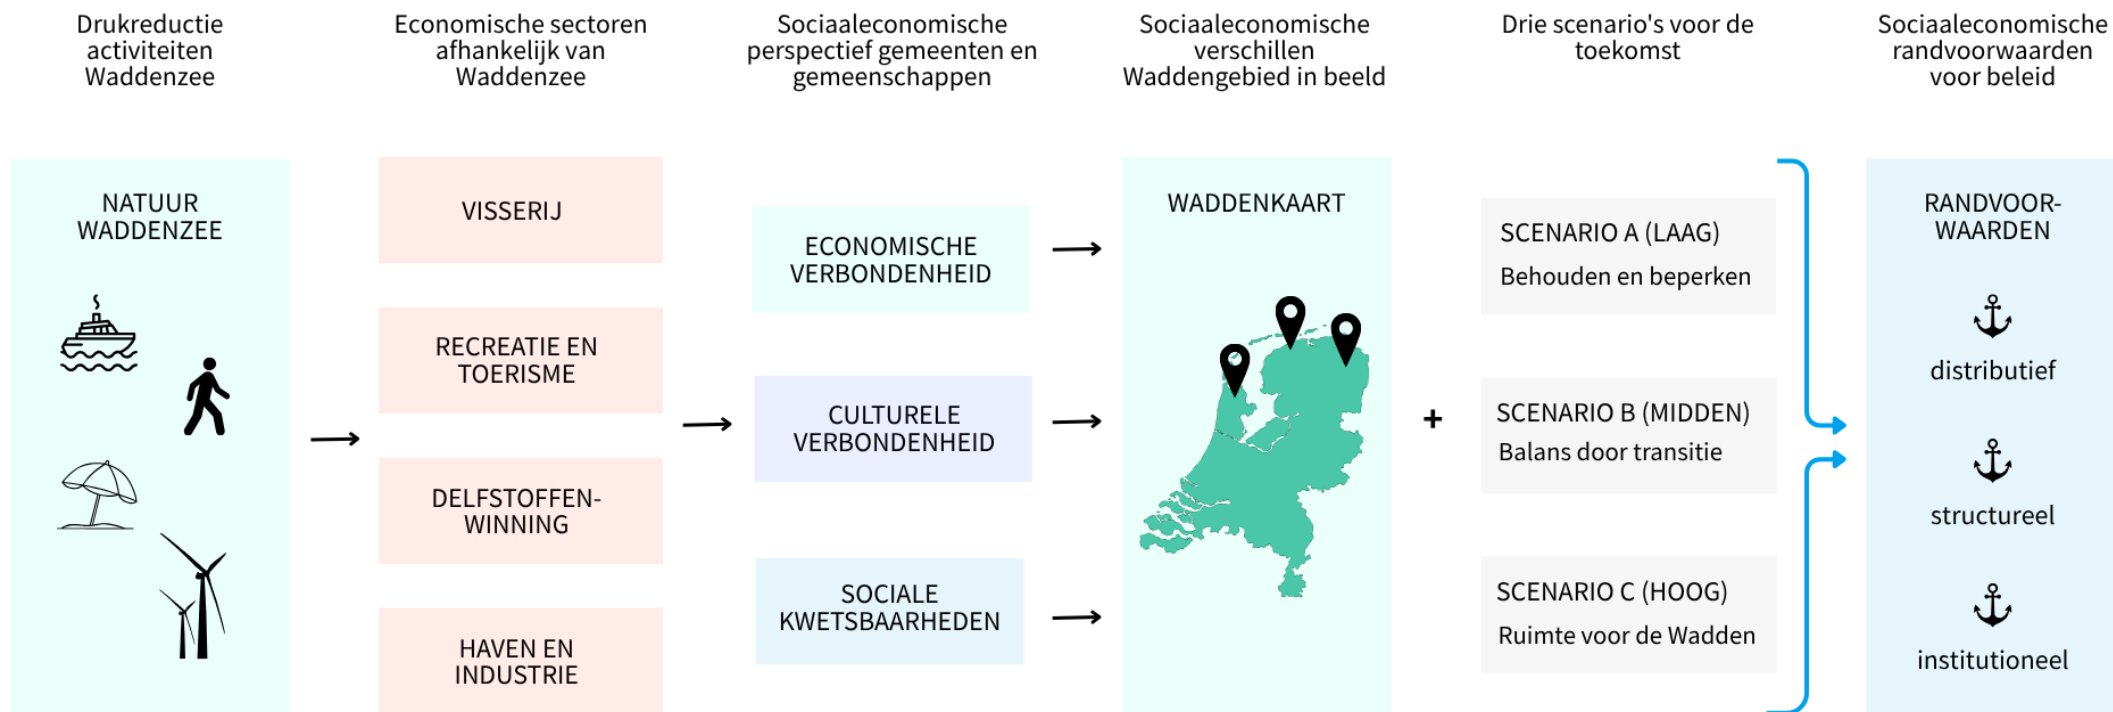 Drukreductie
activiteiten
Waddenzee
Economische sectoren
afhankelijk van
Waddenzee
Sociaaleconomische
perspectief gemeenten en
gemeenschappen
Sociaaleconomische
verschillen
Waddengebied in beeld
Drie scenario's voor de
toekomst
Sociaaleconomische
randvoorwaarden
voor beleid
NATUUR
WADDENZEE
VISSERIJ
RECREATIE EN
TOERISME
DELFSTOFFEN-
WINNING
HAVEN EN
INDUSTRIE
ECONOMISCHE
VERBONDENHEID
CULTURELE
VERBONDENHEID
SOCIALE
KWETSBAARHEDEN
WADDENKAART
+
SCENARIO A (LAAG)
Behouden en beperken
SCENARIO B (MIDDEN)
Balans door transitie
SCENARIO C (HOOG)
Ruimte voor de Wadden
RANDVOOR-
WAARDEN
distributief
structureel
institutioneel